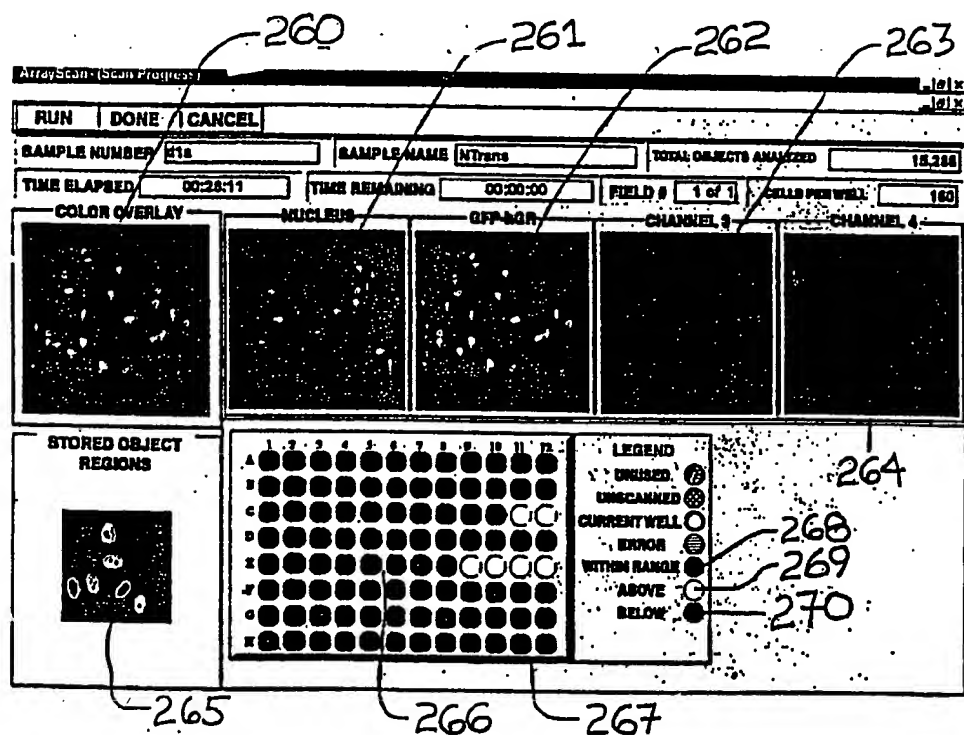 260 261 262 263
ArrayScan - (Scan Progress)
RUN DONE CANCEL
SAMPLE NUMBER d1a SAMPLE NAME NTrans TOTAL OBJECTS ANALYZED
TIME ELAPSED 00:28:11 TIME REMAINING 00:00:00 FIELD # 1 of 1 CELLS PER WELL 160
COLOR OVERLAY NUCLEUS GFP-hGR CHANNEL 3 CHANNEL 4
STORED OBJECT
REGIONS
1 2 3 4 5 6 7 8 9 10 11 12
A
B
C
D
E
F
G
H
LEGEND
UNUSED
UNSCANNED
CURRENT WELL
ERROR
WITHIN RANGE
ABOVE
BELOW
264
268
269
270
265 266 267